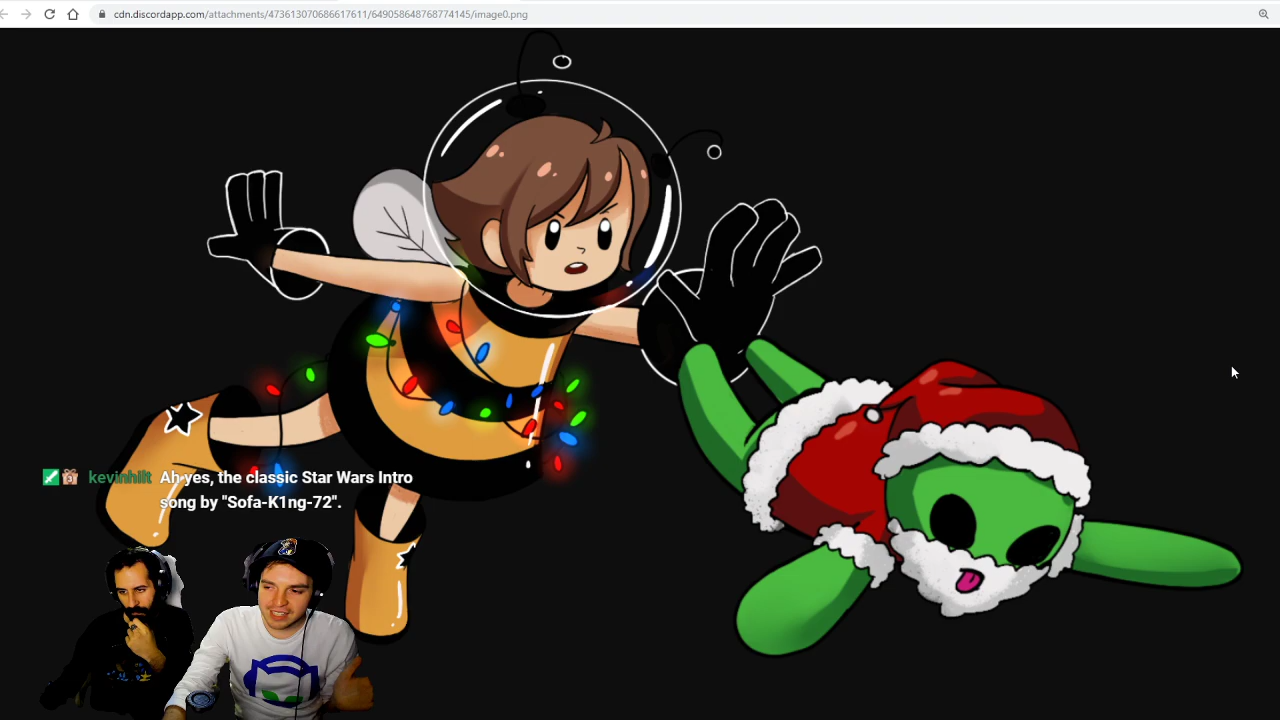 cdn.discordapp.com/attachments/473613070686617611/649058648768774145/image0.png
kevinhilt Ah yes, the classic Star Wars Intro
song by "Sofa-K1ng-72".